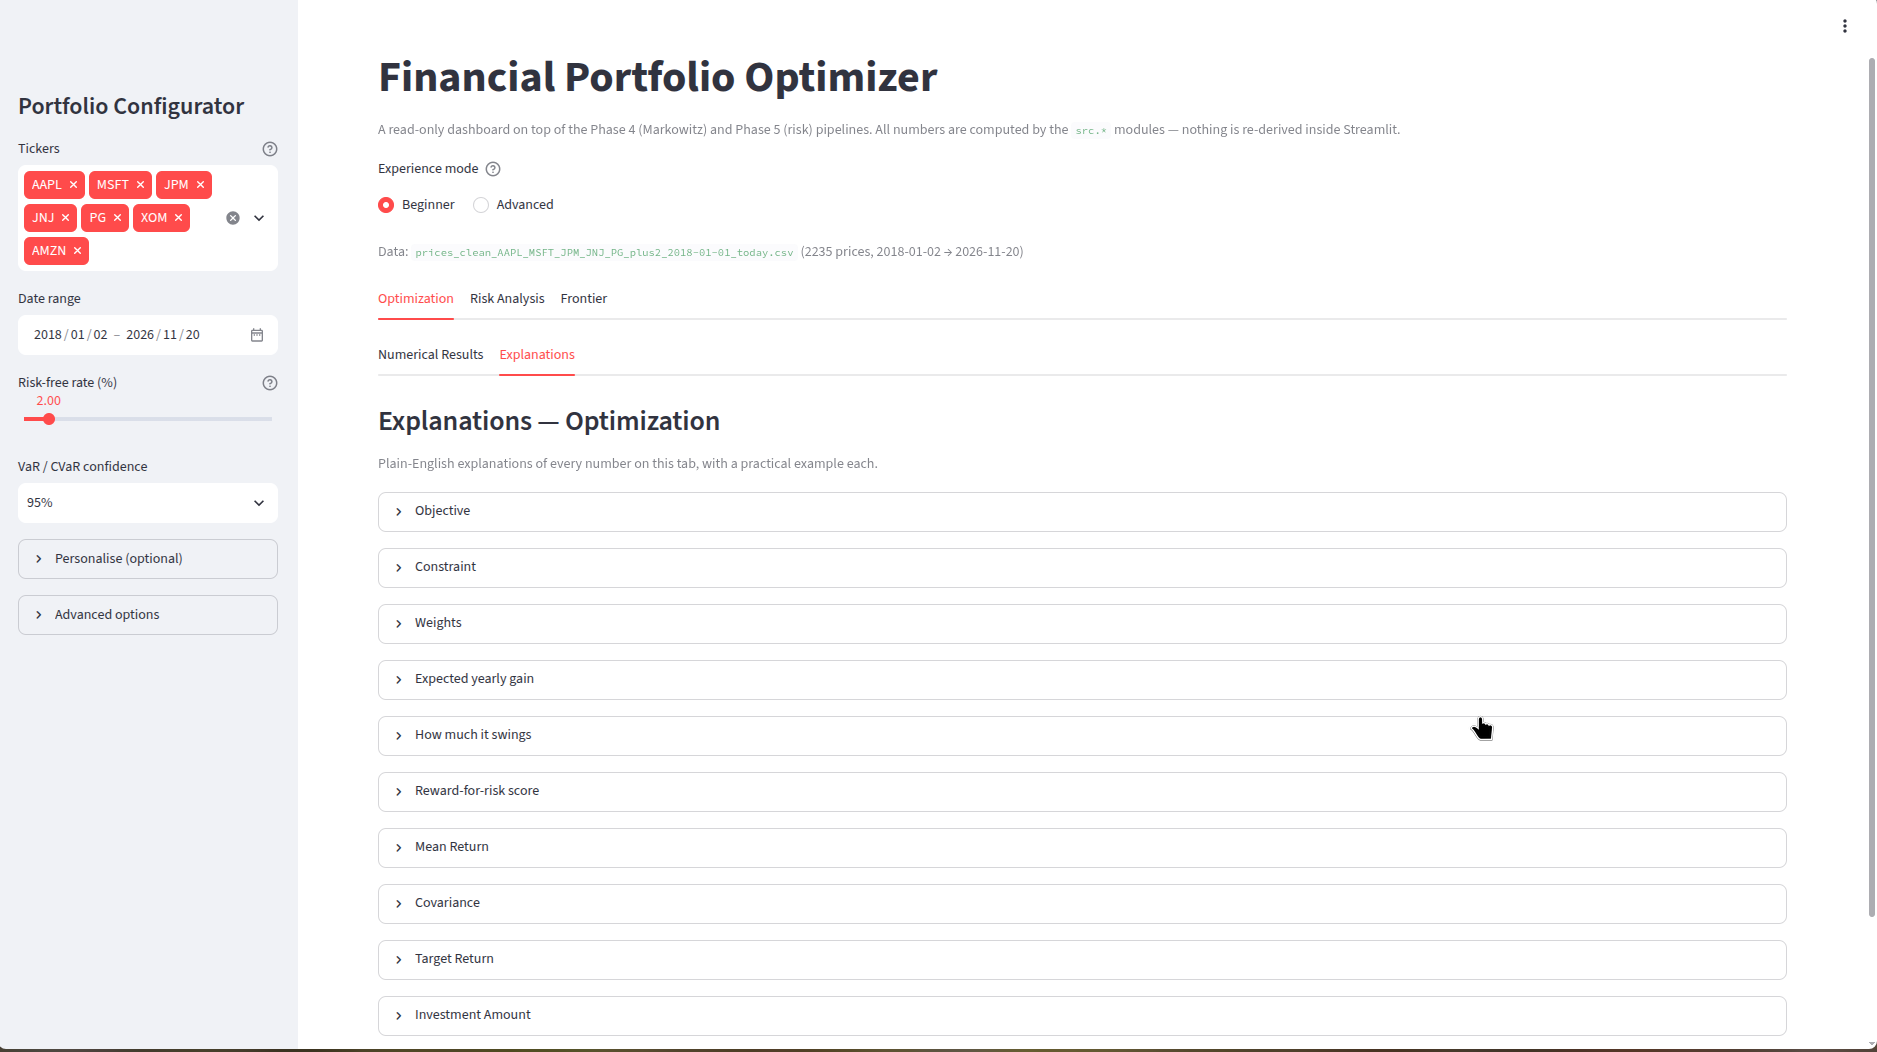 Portfolio Configurator
Tickers
AAPL MSFT JPM
JNJ PG XOM
AMZN
Date range
2018/01/02 – 2026/11/20
Risk-free rate (%)
2.00
VaR / CVaR confidence
95%
Personalise (optional)
Advanced options
Financial Portfolio Optimizer
A read-only dashboard on top of the Phase 4 (Markowitz) and Phase 5 (risk) pipelines. All numbers are computed by the src.* modules — nothing is re-derived inside Streamlit.
Experience mode
Beginner Advanced
Data: prices_clean_AAPL_MSFT_JPM_JNJ_PG_plus2_2018-01-01_today.csv (2235 prices, 2018-01-02 → 2026-11-20)
Optimization Risk Analysis Frontier
Numerical Results Explanations
Explanations — Optimization
Plain-English explanations of every number on this tab, with a practical example each.
Objective
Constraint
Weights
Expected yearly gain
How much it swings
Reward-for-risk score
Mean Return
Covariance
Target Return
Investment Amount